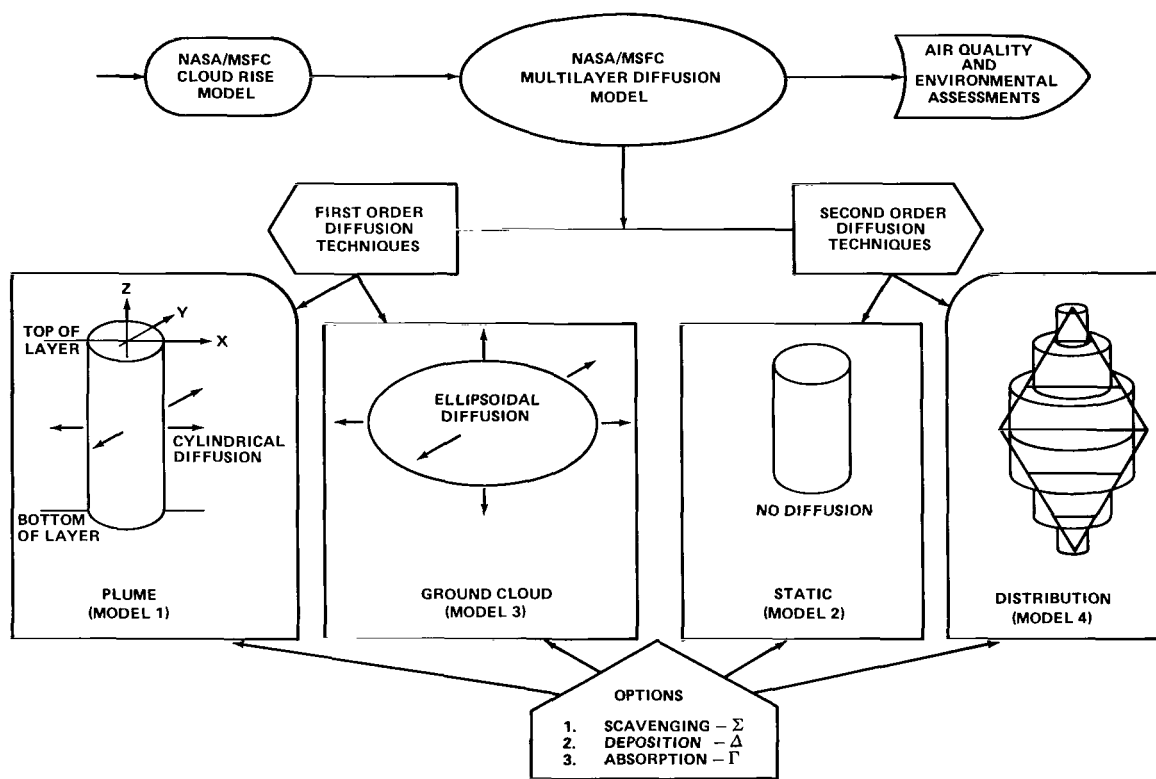 NASA/MSFC
CLOUD RISE
MODEL
NASA/MSFC
MULTILAYER DIFFUSION
MODEL
AIR QUALITY
AND
ENVIRONMENTAL
ASSESSMENTS
FIRST ORDER
DIFFUSION
TECHNIQUES
SECOND ORDER
DIFFUSION
TECHNIQUES
Z
Y
X
TOP OF
LAYER
CYLINDRICAL
DIFFUSION
BOTTOM
OF LAYER
PLUME
(MODEL 1)
ELLIPSOIDAL
DIFFUSION
GROUND CLOUD
(MODEL 3)
NO DIFFUSION
STATIC
(MODEL 2)
DISTRIBUTION
(MODEL 4)
OPTIONS
1. SCAVENGING – Σ
2. DEPOSITION – Δ
3. ABSORPTION – Γ